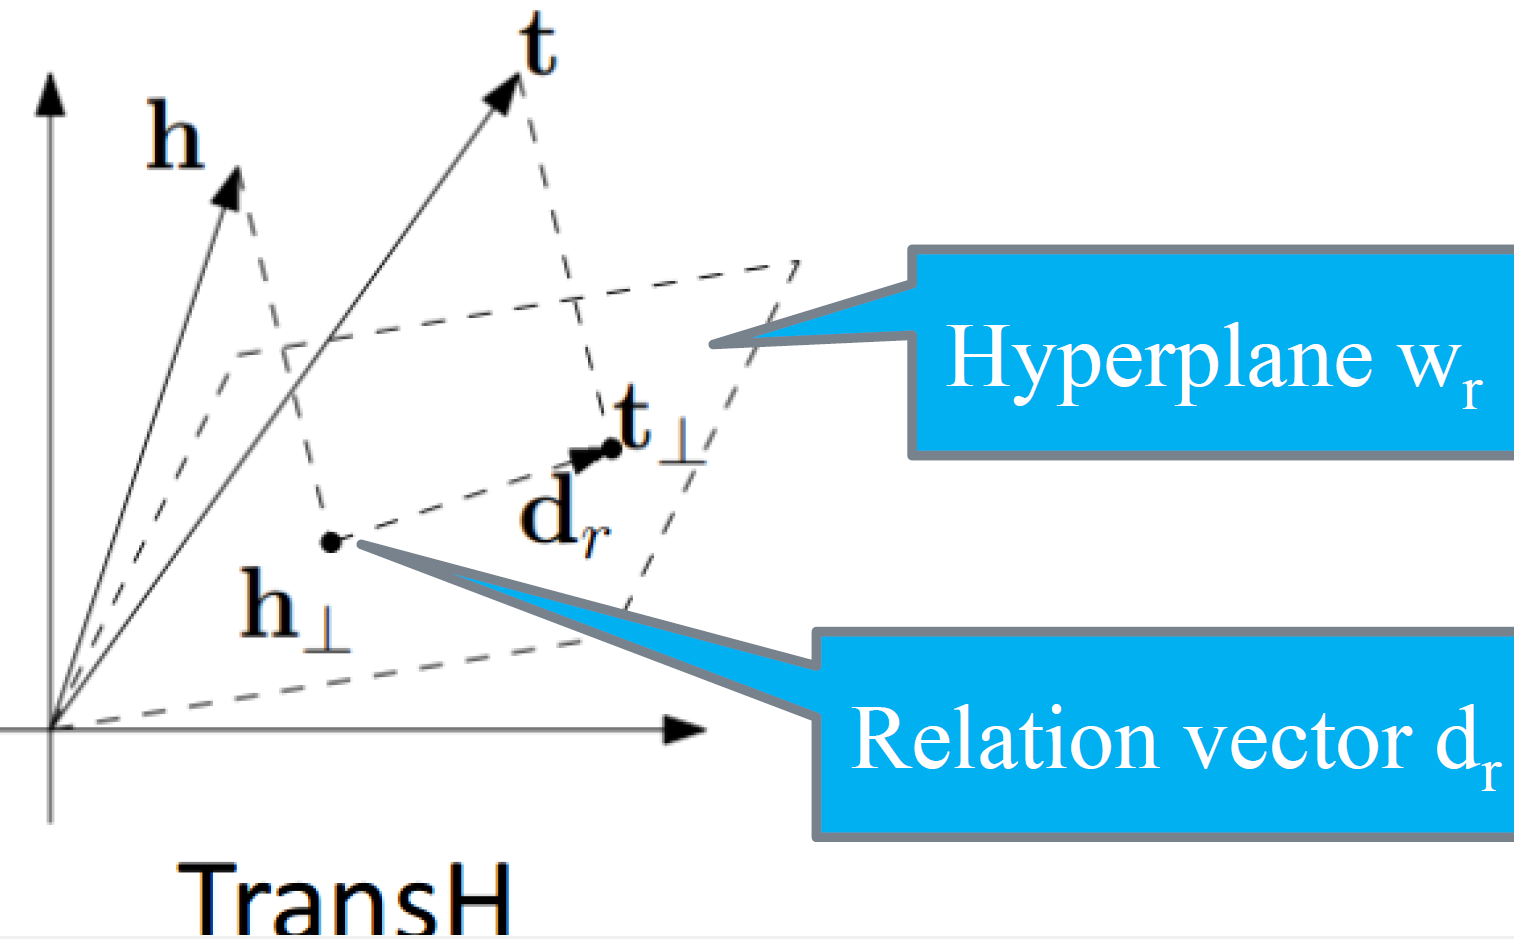 t
h
Hyperplane wᵣ
t⊥
dᵣ
h⊥
Relation vector dᵣ
TransH